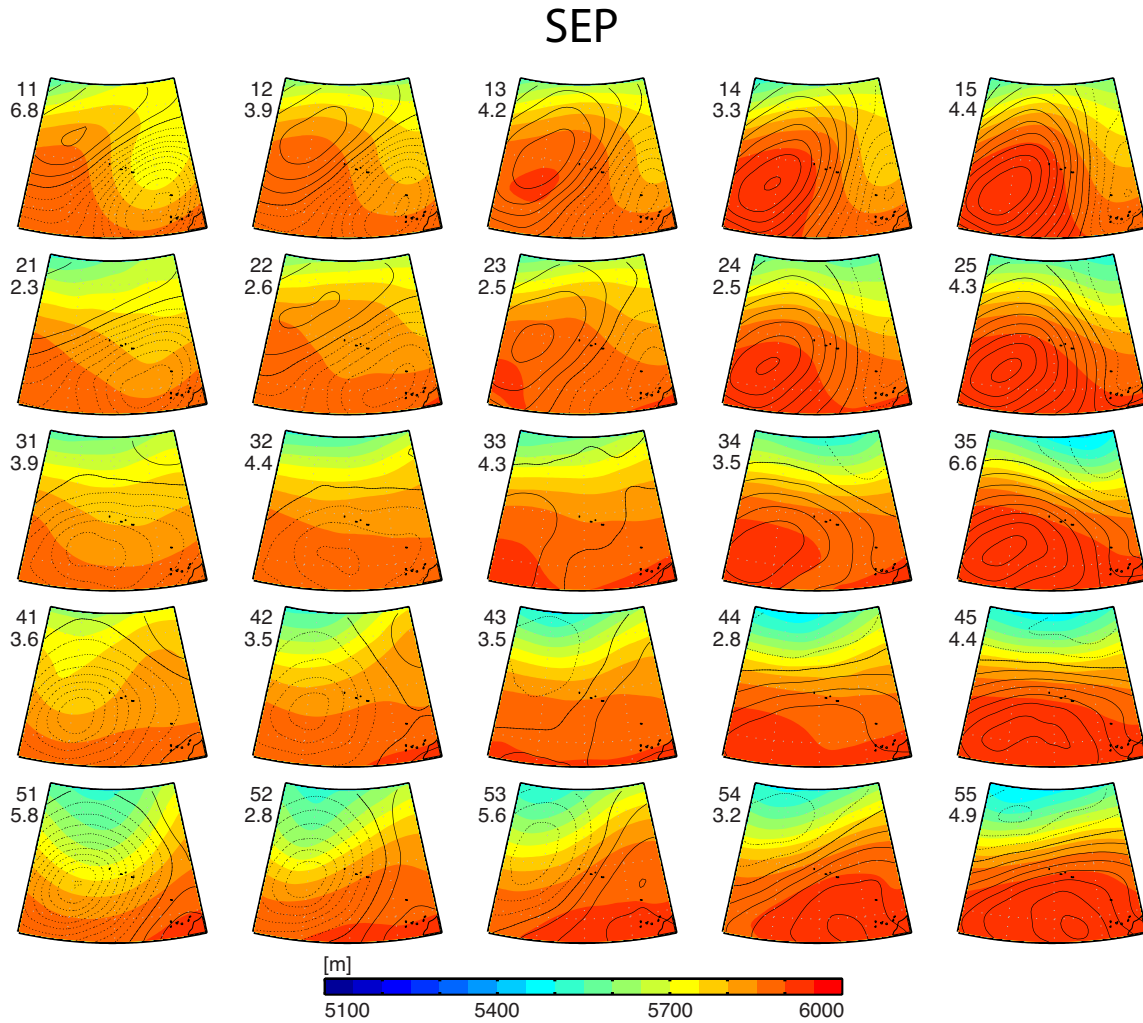 SEP
11 12 13 14 15
6.8 3.9 4.2 3.3 4.4
21 22 23 24 25
2.3 2.6 2.5 2.5 4.3
31 32 33 34 35
3.9 4.4 4.3 3.5 6.6
41 42 43 44 45
3.6 3.5 3.5 2.8 4.4
51 52 53 54 55
5.8 2.8 5.6 3.2 4.9
[m]
5100 5400 5700 6000